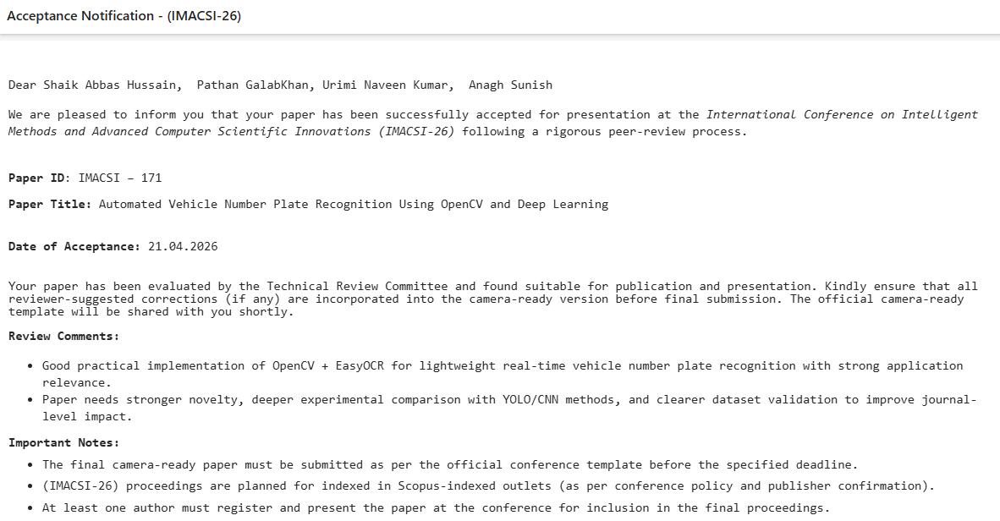 Acceptance Notification - (IMACSI-26)
Dear Shaik Abbas Hussain,  Pathan GalabKhan, Urimi Naveen Kumar,  Anagh Sunish
We are pleased to inform you that your paper has been successfully accepted for presentation at the International Conference on Intelligent
Methods and Advanced Computer Scientific Innovations (IMACSI-26) following a rigorous peer-review process.
Paper ID: IMACSI – 171
Paper Title: Automated Vehicle Number Plate Recognition Using OpenCV and Deep Learning
Date of Acceptance: 21.04.2026
Your paper has been evaluated by the Technical Review Committee and found suitable for publication and presentation. Kindly ensure that all
reviewer-suggested corrections (if any) are incorporated into the camera-ready version before final submission. The official camera-ready
template will be shared with you shortly.
Review Comments:
• Good practical implementation of OpenCV + EasyOCR for lightweight real-time vehicle number plate recognition with strong application
relevance.
• Paper needs stronger novelty, deeper experimental comparison with YOLO/CNN methods, and clearer dataset validation to improve journal-
level impact.
Important Notes:
• The final camera-ready paper must be submitted as per the official conference template before the specified deadline.
• (IMACSI-26) proceedings are planned for indexed in Scopus-indexed outlets (as per conference policy and publisher confirmation).
• At least one author must register and present the paper at the conference for inclusion in the final proceedings.